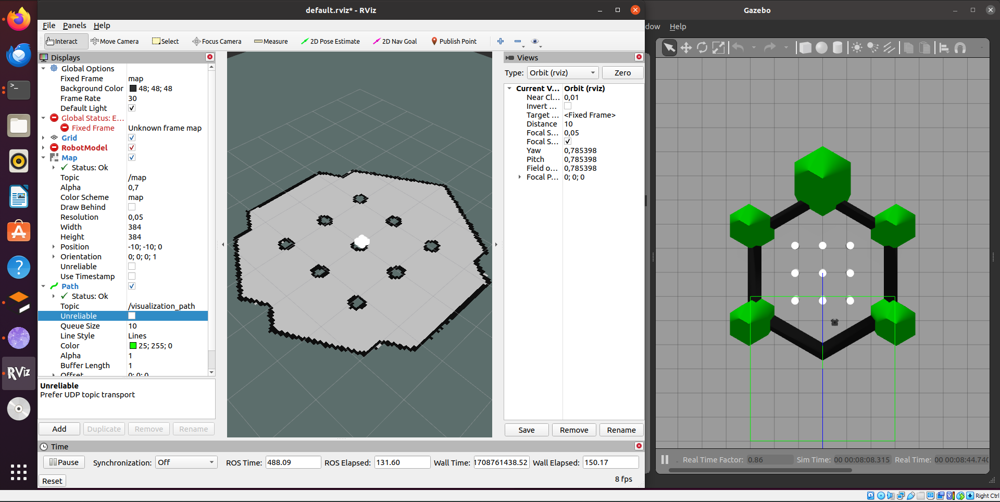 default.rviz* - RViz
Gazebo
File Panels Help
dow Help
Interact Move Camera Select Focus Camera Measure 2D Pose Estimate 2D Nav Goal Publish Point
Displays
Global Options
Fixed Frame map
Background Color 48; 48; 48
Frame Rate 30
Default Light
Global Status: E...
Fixed Frame Unknown frame map
Grid
RobotModel
Map
Status: Ok
Topic /map
Alpha 0,7
Color Scheme map
Draw Behind
Resolution 0,05
Width 384
Height 384
Position -10; -10; 0
Orientation 0; 0; 0; 1
Unreliable
Use Timestamp
Path
Status: Ok
Topic /visualization_path
Unreliable
Queue Size 10
Line Style Lines
Color 25; 255; 0
Alpha 1
Buffer Length 1
Offset 0; 0; 0
Unreliable
Prefer UDP topic transport
Add Duplicate Remove Rename
Views
Type: Orbit (rviz) Zero
Current V... Orbit (rviz)
Near Cl... 0,01
Invert ...
Target ... <Fixed Frame>
Distance 10
Focal S... 0,05
Focal S...
Yaw 0,785398
Pitch 0,785398
Field o... 0,785398
Focal P... 0; 0; 0
Save Remove Rename
Time
Pause Synchronization: Off ROS Time: 488.09 ROS Elapsed: 131.60 Wall Time: 1708761438.52 Wall Elapsed: 150.17
Reset
8 fps
Real Time Factor: 0.86 Sim Time: 00 00:08:08.315 Real Time: 00 00:08:44.740
RViz
Right Ctrl